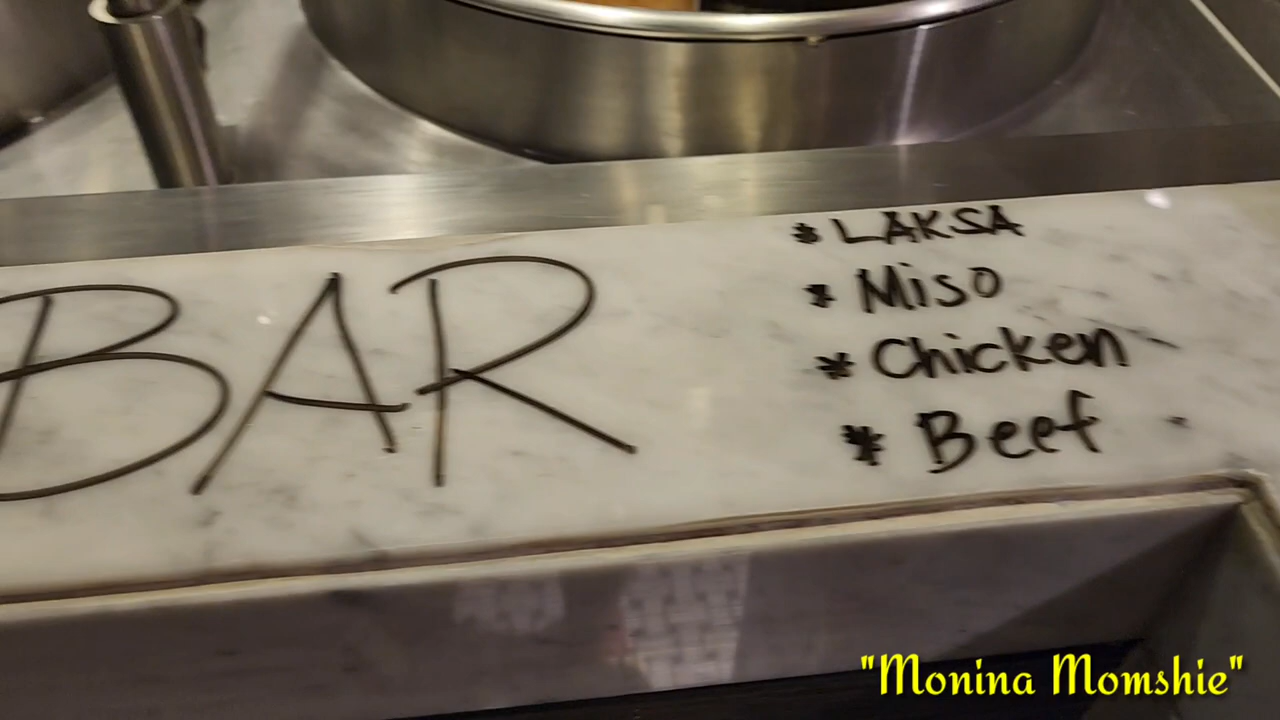 BAR
* LAKSA
* Miso
* Chicken
* Beef
"Monina Momshie"